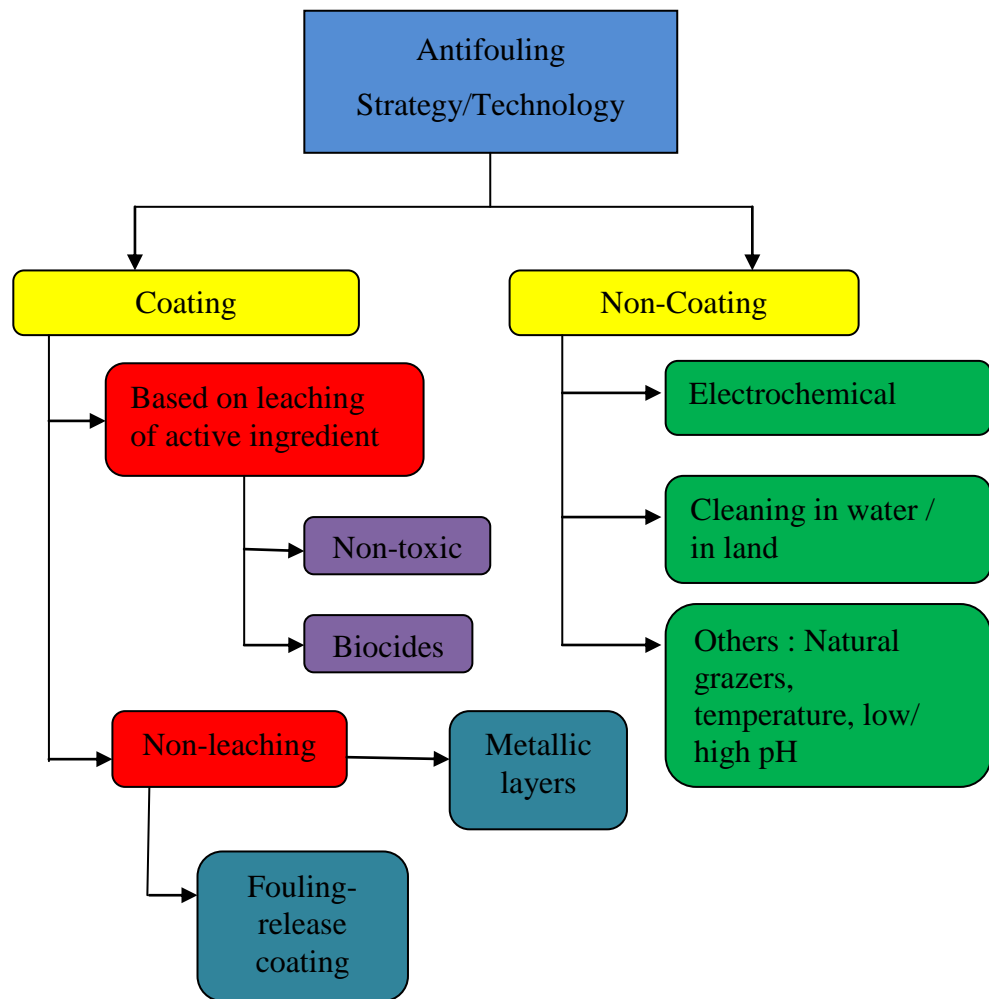 Antifouling
Strategy/Technology
Coating
Non-Coating
Based on leaching
of active ingredient
Electrochemical
Cleaning in water /
in land
Non-toxic
Biocides
Others : Natural
grazers,
temperature, low/
high pH
Non-leaching
Metallic
layers
Fouling-
release
coating